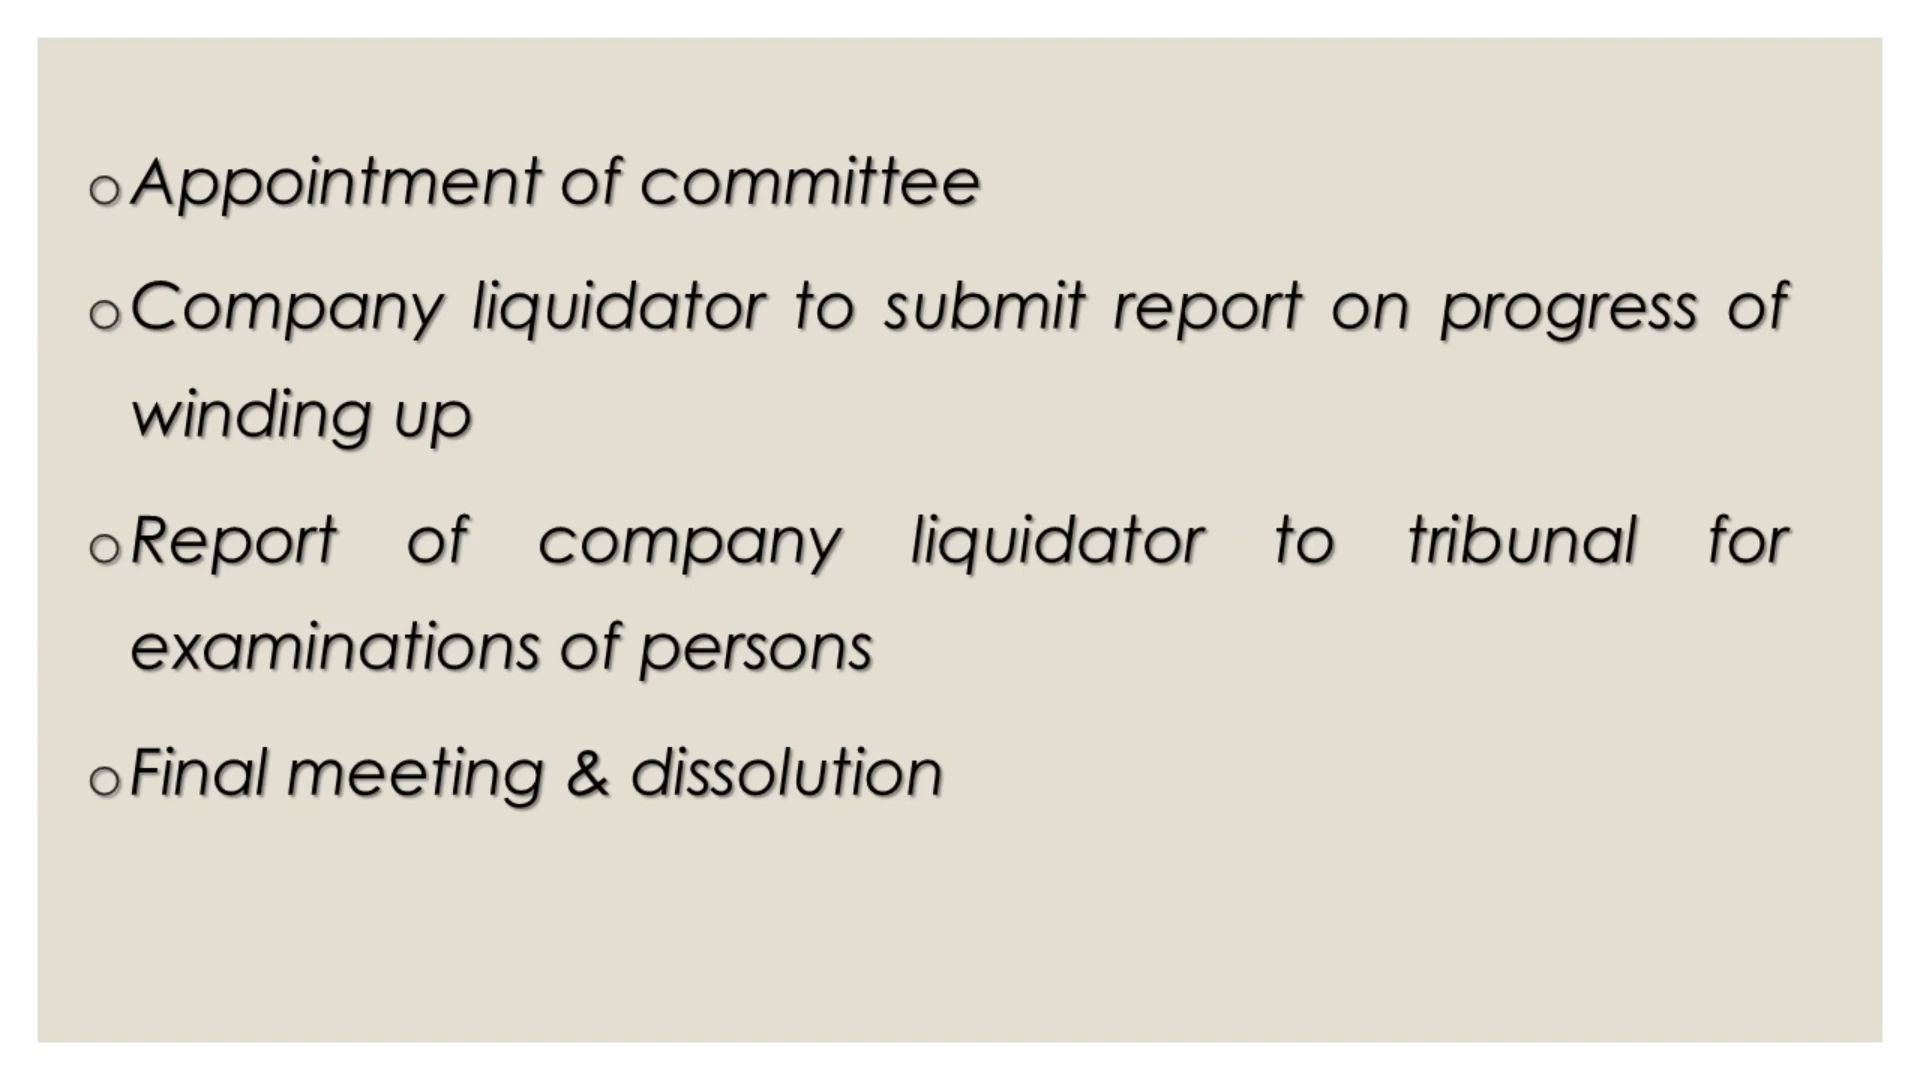 o Appointment of committee
o Company liquidator to submit report on progress of
winding up
o Report of company liquidator to tribunal for
examinations of persons
o Final meeting & dissolution